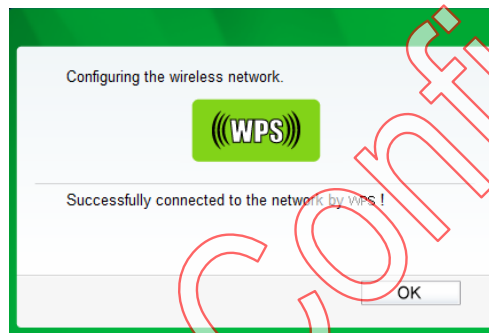 Configuring the wireless network.
(((WPS)))
Successfully connected to the network by WPS !
OK
Confi